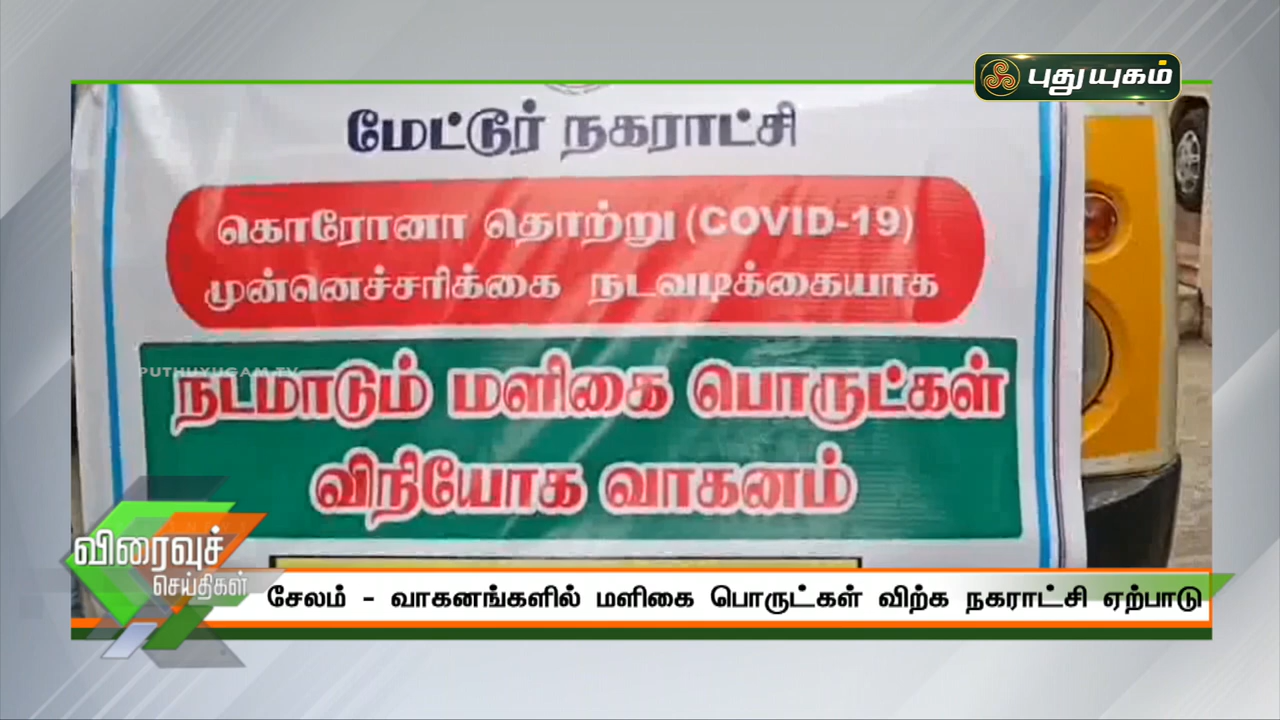 புதுயுகம்
மேட்டூர் நகராட்சி
கொரோனா தொற்று (COVID-19)
முன்னெச்சரிக்கை நடவடிக்கையாக
PUTHUYUGAM TV
நடமாடும் மளிகை பொருட்கள்
விநியோக வாகனம்
விரைவுச்
செய்திகள்
சேலம் - வாகனங்களில் மளிகை பொருட்கள் விற்க நகராட்சி ஏற்பாடு